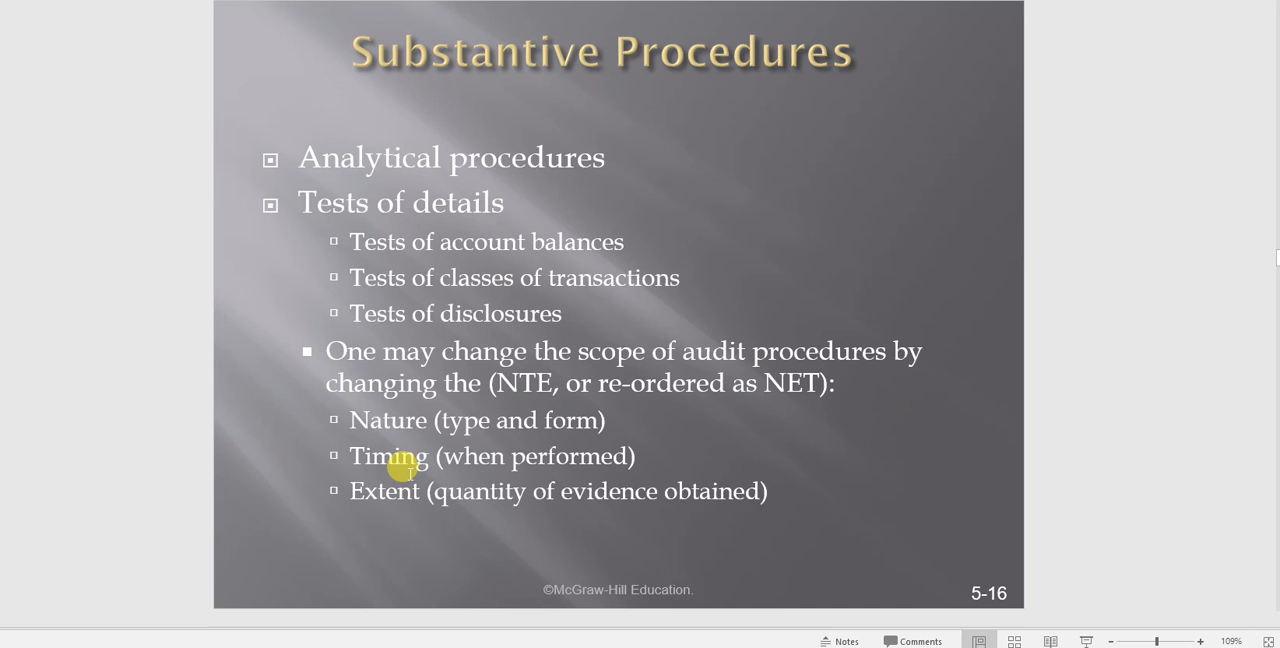 Substantive Procedures
Analytical procedures
Tests of details
Tests of account balances
Tests of classes of transactions
Tests of disclosures
One may change the scope of audit procedures by
changing the (NTE, or re-ordered as NET):
Nature (type and form)
Timing (when performed)
Extent (quantity of evidence obtained)
©McGraw-Hill Education.
5-16
Notes
Comments
109%